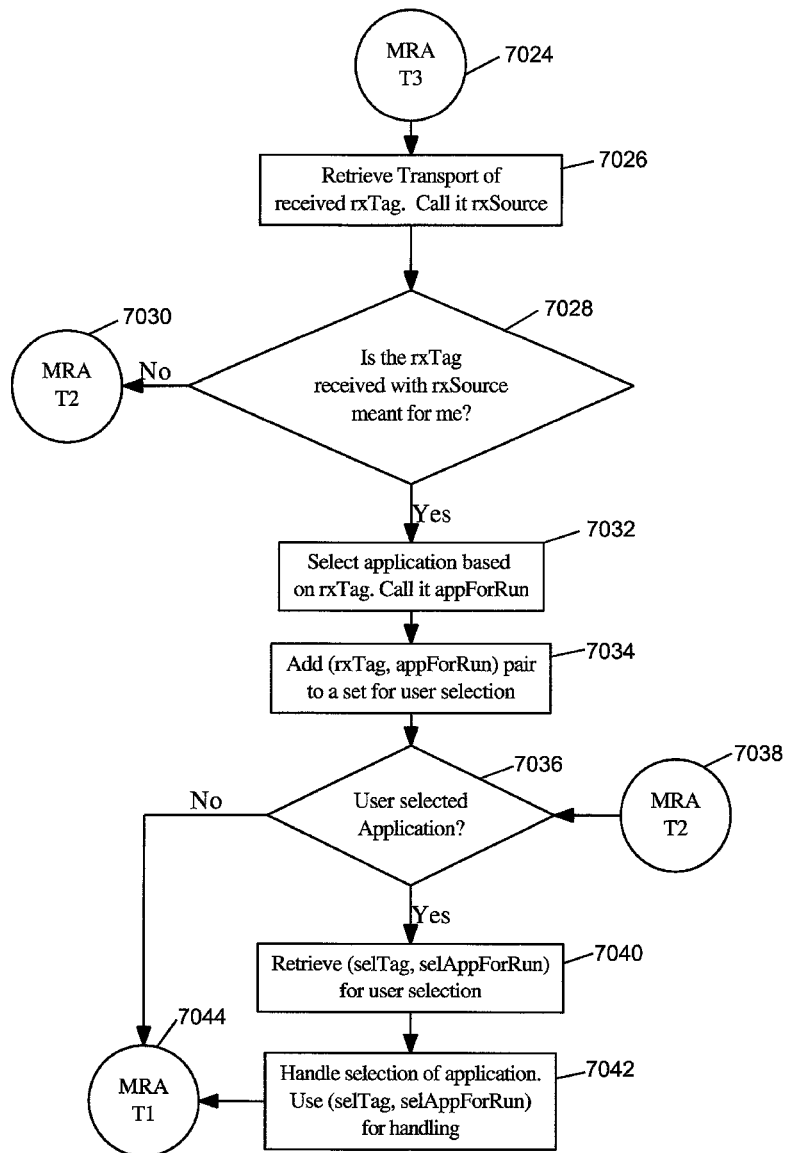 MRA
T3
7024
7026
Retrieve Transport of
received rxTag. Call it rxSource
7028
7030
Is the rxTag
received with rxSource
meant for me?
No
MRA
T2
Yes
7032
Select application based
on rxTag. Call it appForRun
7034
Add (rxTag, appForRun) pair
to a set for user selection
7036
7038
No
User selected
Application?
MRA
T2
Yes
7040
Retrieve (selTag, selAppForRun)
for user selection
7044
7042
MRA
T1
Handle selection of application.
Use (selTag, selAppForRun)
for handling